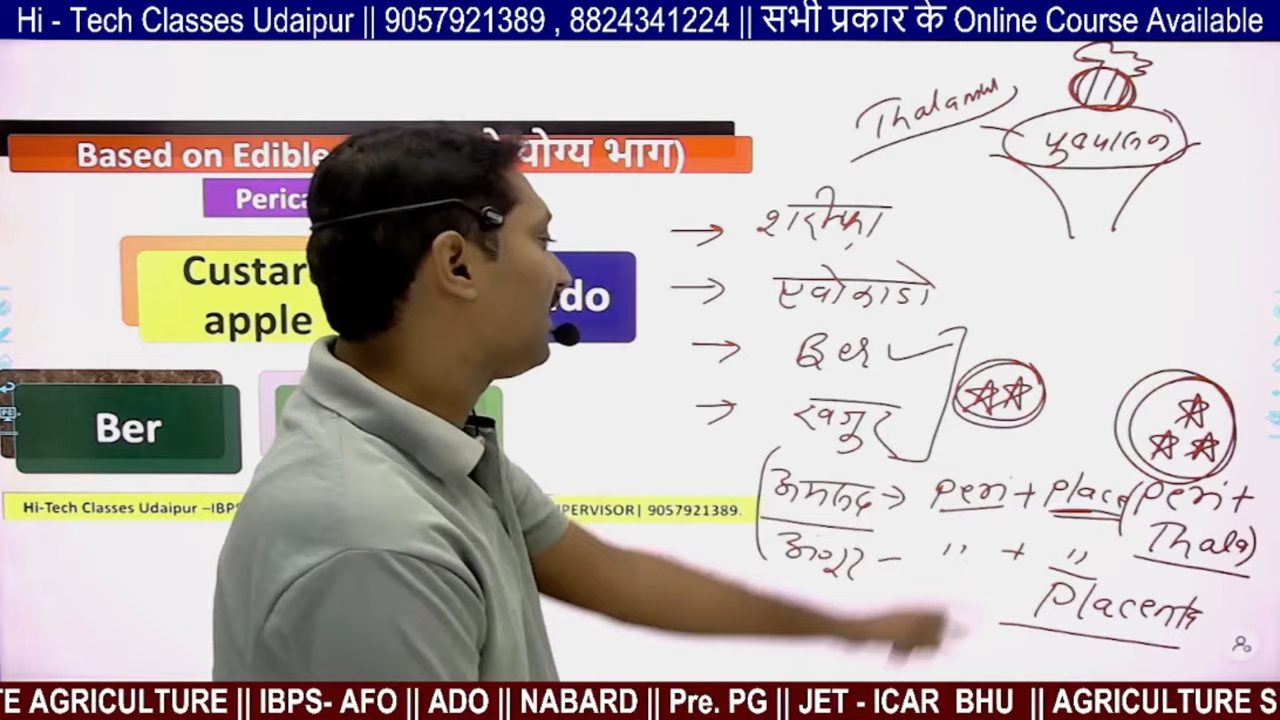 Hi - Tech Classes Udaipur || 9057921389 , 8824341224 || सभी प्रकार के Online Course Available
Thalamus
पुष्पासन
Based on Edible
योग्य भाग)
Perica
Custar
apple
do
Ber
→ शरीफा
→ एवोकाडो
→ Ber
→ खजूर
अमरूद → Peri + Place (Peri +
Thala)
अंगूर - " + "
Placenta
Hi-Tech Classes Udaipur –IBP
PERVISOR| 9057921389.
TE AGRICULTURE || IBPS- AFO || ADO || NABARD || Pre. PG || JET - ICAR BHU || AGRICULTURE S